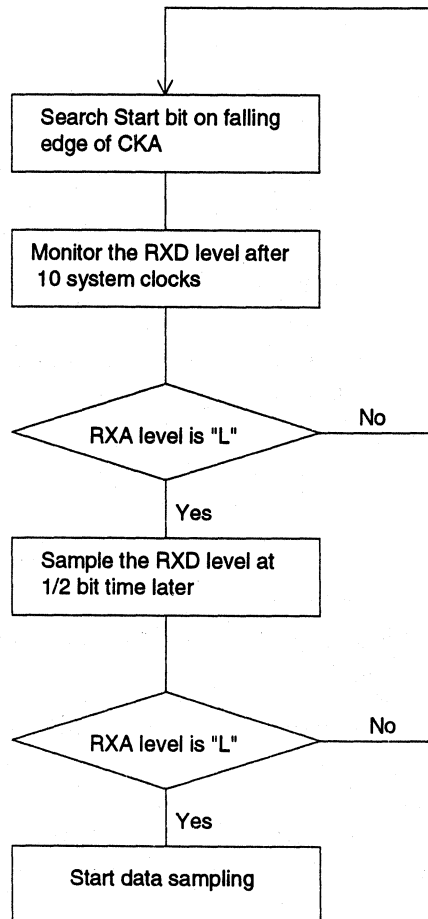 Search Start bit on falling
edge of CKA
Monitor the RXD level after
10 system clocks
RXA level is "L"
No
Yes
Sample the RXD level at
1/2 bit time later
RXA level is "L"
No
Yes
Start data sampling